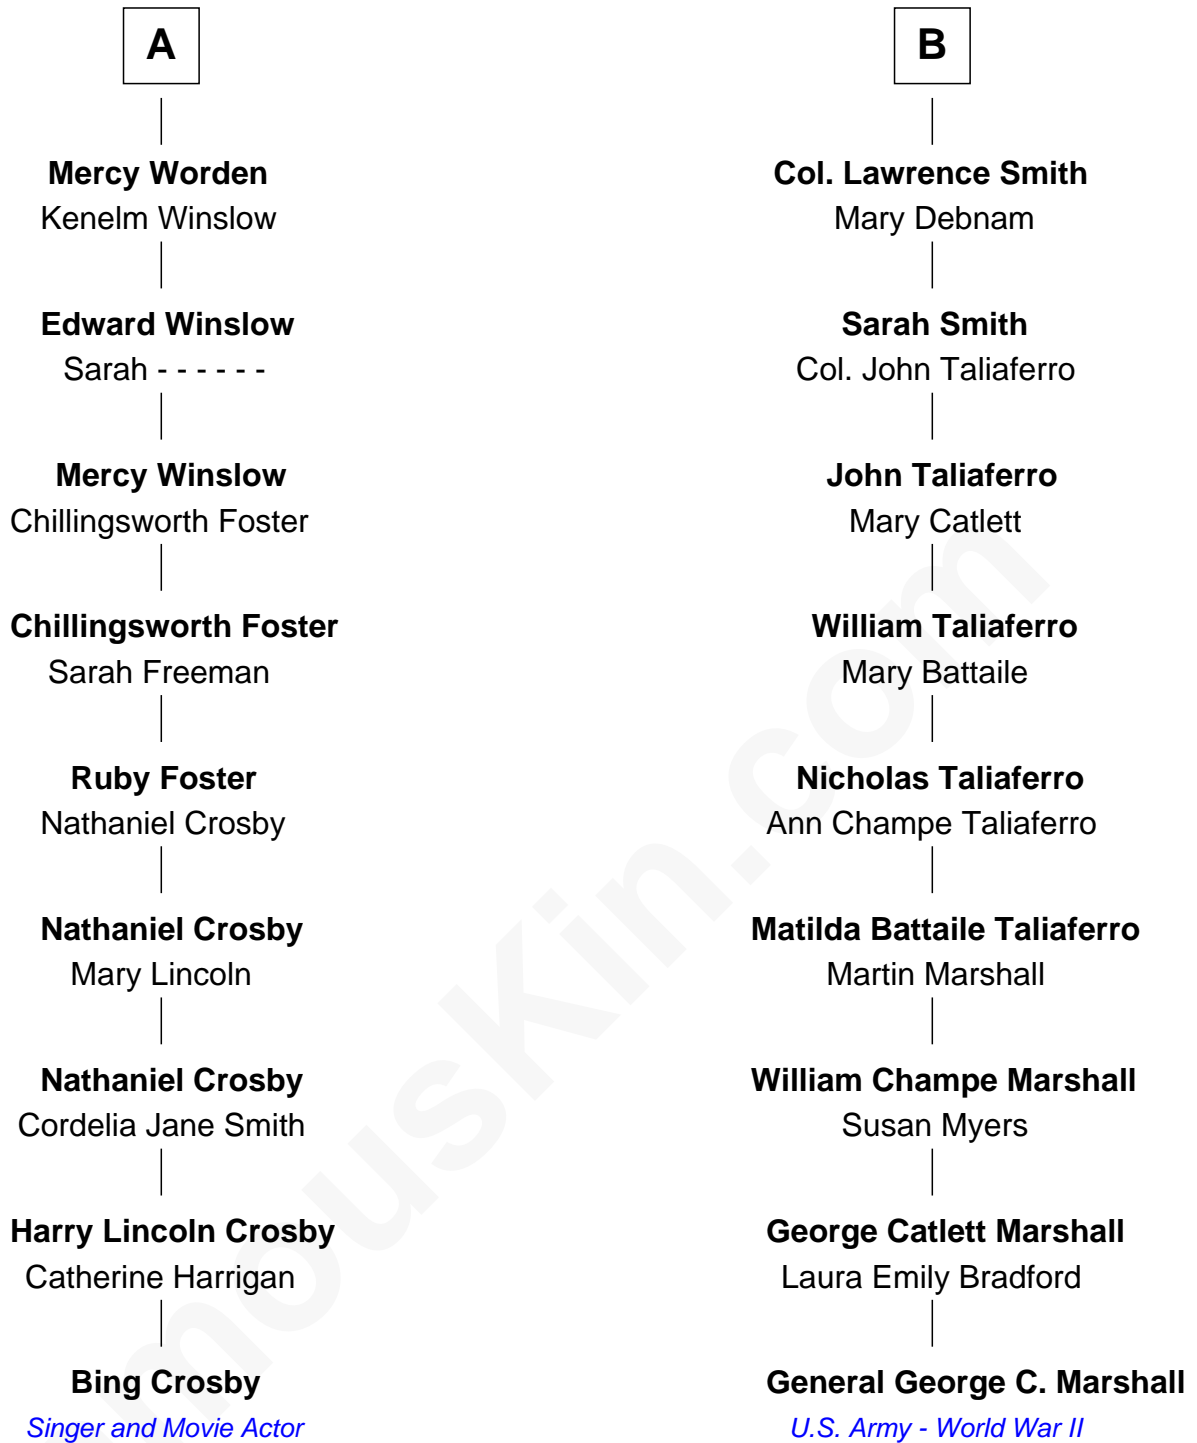 A
Mercy Worden
Kenelm Winslow
Edward Winslow
Sarah - - - - - -
Mercy Winslow
Chillingsworth Foster
Chillingsworth Foster
Sarah Freeman
Ruby Foster
Nathaniel Crosby
Nathaniel Crosby
Mary Lincoln
Nathaniel Crosby
Cordelia Jane Smith
Harry Lincoln Crosby
Catherine Harrigan
Bing Crosby
Singer and Movie Actor
B
Col. Lawrence Smith
Mary Debnam
Sarah Smith
Col. John Taliaferro
John Taliaferro
Mary Catlett
William Taliaferro
Mary Battaile
Nicholas Taliaferro
Ann Champe Taliaferro
Matilda Battaile Taliaferro
Martin Marshall
William Champe Marshall
Susan Myers
George Catlett Marshall
Laura Emily Bradford
General George C. Marshall
U.S. Army - World War II
mousKin.com